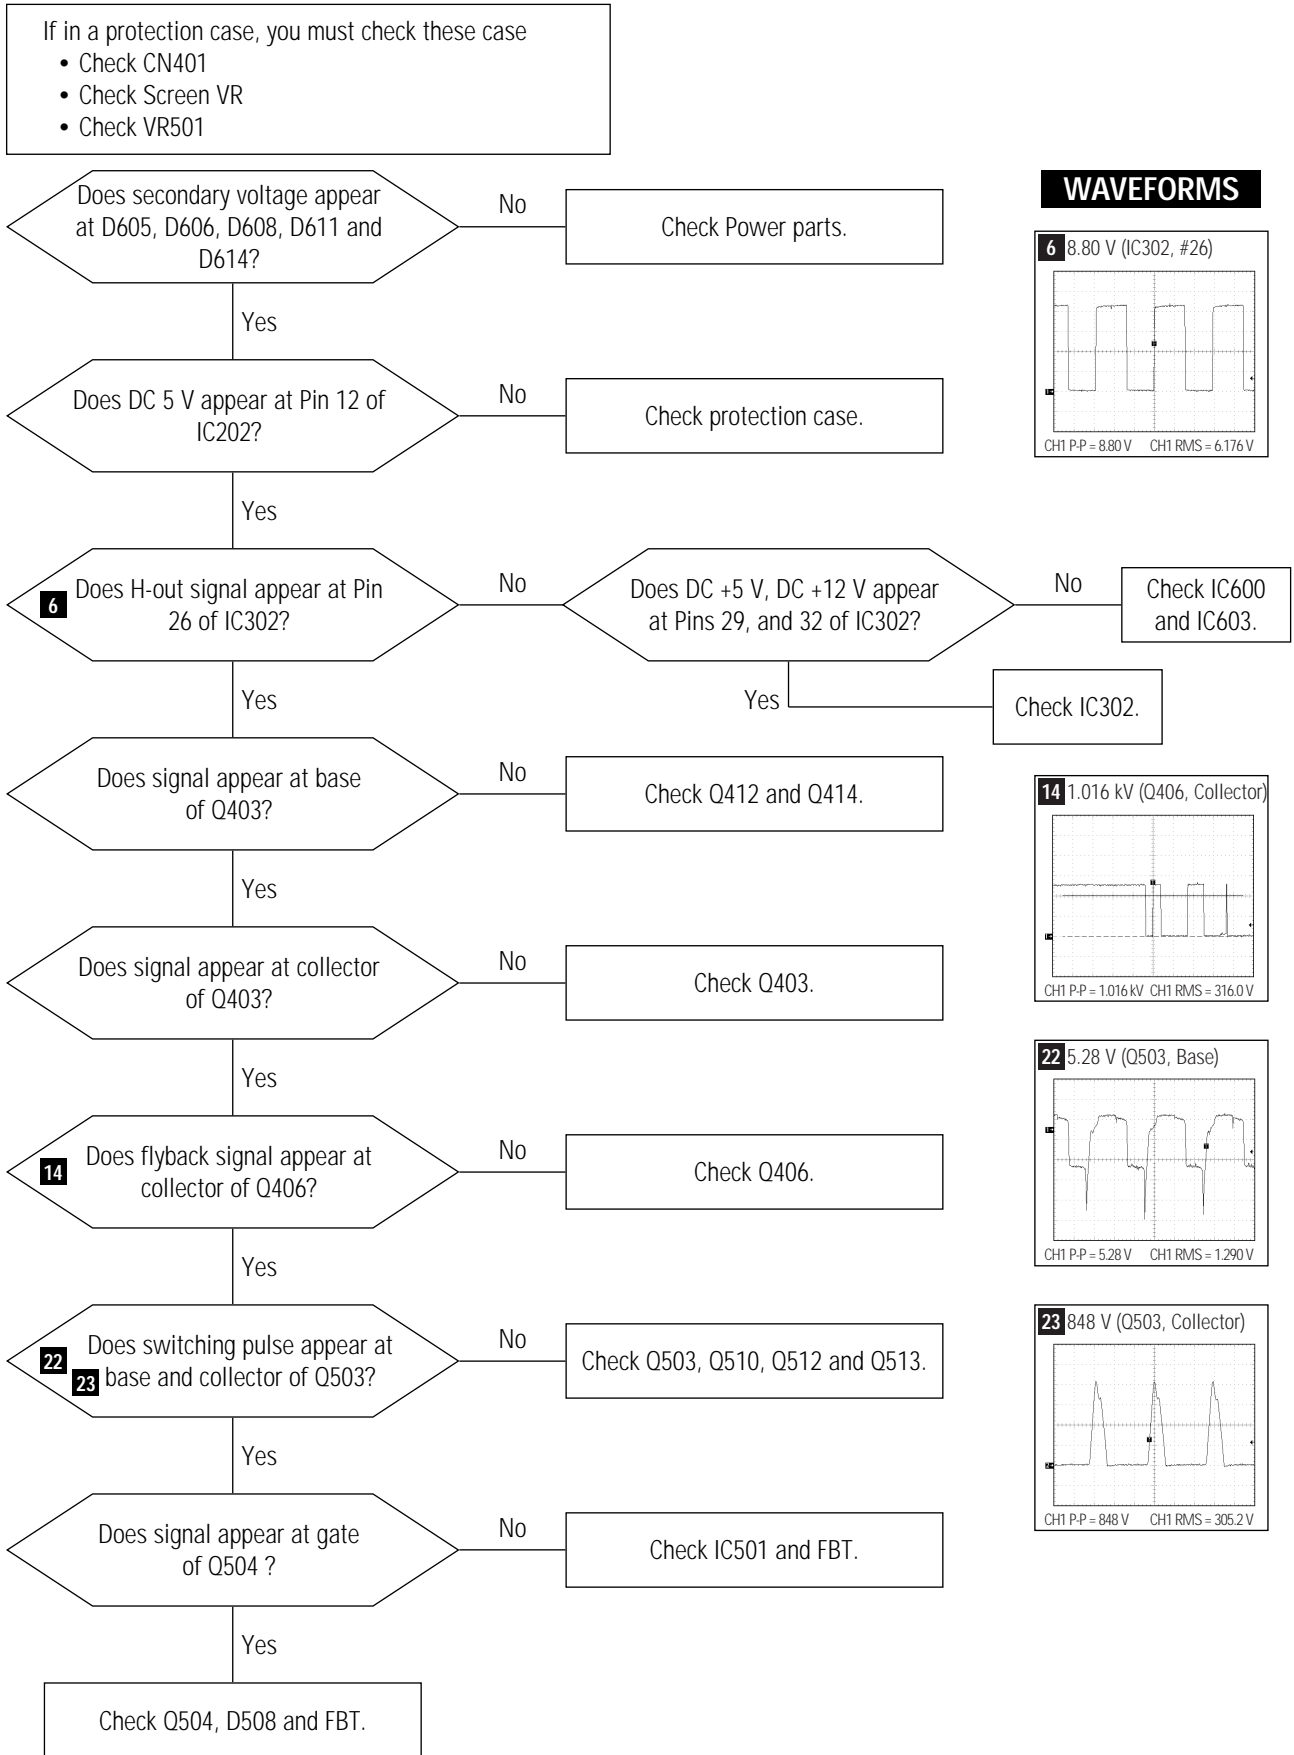 If in a protection case, you must check these case
• Check CN401
• Check Screen VR
• Check VR501
Does secondary voltage appear
at D605, D606, D608, D611 and
D614?
No
Check Power parts.
Yes
Does DC 5 V appear at Pin 12 of
IC202?
No
Check protection case.
Yes
6
Does H-out signal appear at Pin
26 of IC302?
No
Does DC +5 V, DC +12 V appear
at Pins 29, and 32 of IC302?
No
Check IC600
and IC603.
Yes
Check IC302.
Yes
Does signal appear at base
of Q403?
No
Check Q412 and Q414.
Yes
Does signal appear at collector
of Q403?
No
Check Q403.
Yes
14
Does flyback signal appear at
collector of Q406?
No
Check Q406.
Yes
22
23
Does switching pulse appear at
base and collector of Q503?
No
Check Q503, Q510, Q512 and Q513.
Yes
Does signal appear at gate
of Q504 ?
No
Check IC501 and FBT.
Yes
Check Q504, D508 and FBT.
WAVEFORMS
6 8.80 V (IC302, #26)
CH1 P-P = 8.80 V CH1 RMS = 6.176 V
14 1.016 kV (Q406, Collector)
CH1 P-P = 1.016 kV CH1 RMS = 316.0 V
22 5.28 V (Q503, Base)
CH1 P-P = 5.28 V CH1 RMS = 1.290 V
23 848 V (Q503, Collector)
CH1 P-P = 848 V CH1 RMS = 305.2 V